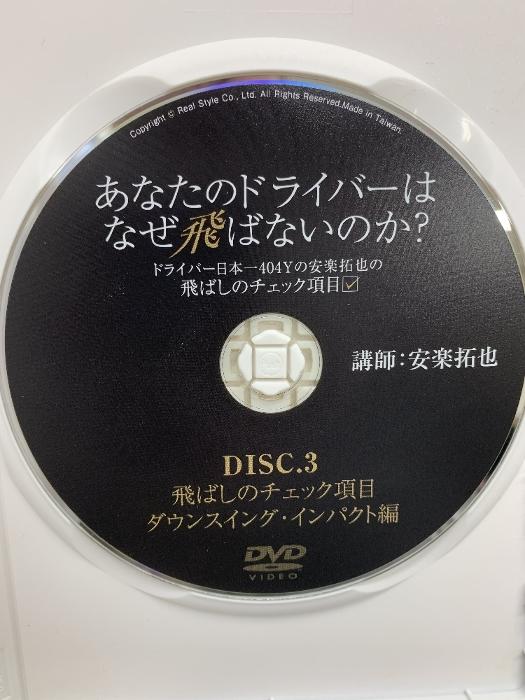 Copyright © Real Style Co., Ltd. All Rights Reserved.Made in Taiwan.
あなたのドライバーは
なぜ飛ばないのか?
ドライバー日本一404Yの安楽拓也の
飛ばしのチェック項目☑
講師:安楽拓也
DISC.3
飛ばしのチェック項目
ダウンスイング・インパクト編
DVD
VIDEO